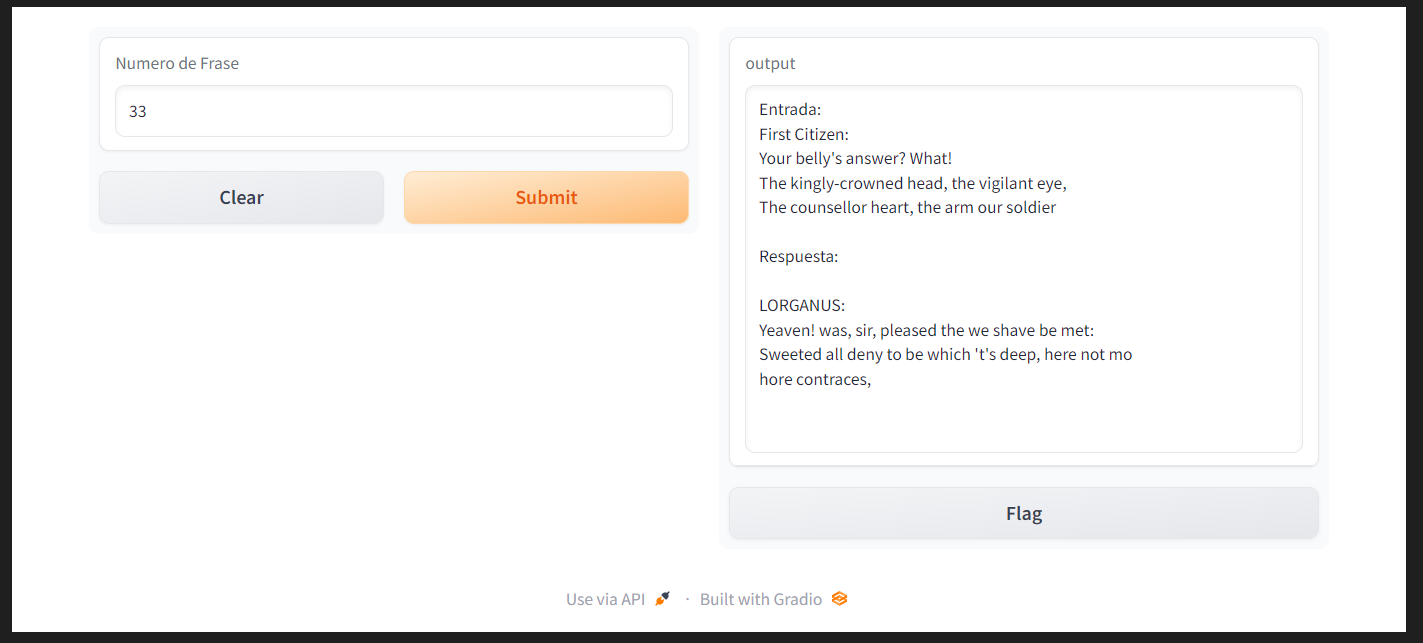 Numero de Frase
33
Clear
Submit
output
Entrada:
First Citizen:
Your belly's answer? What!
The kingly-crowned head, the vigilant eye,
The counsellor heart, the arm our soldier
Respuesta:
LORGANUS:
Yeaven! was, sir, pleased the we shave be met:
Sweeted all deny to be which 't's deep, here not mo
hore contraces,
Flag
Use via API · Built with Gradio